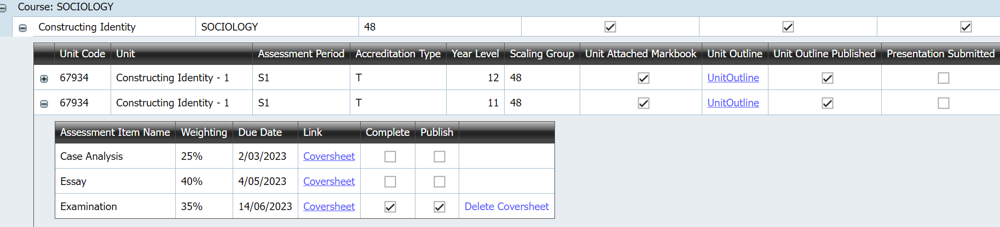 Course: SOCIOLOGY
Constructing Identity SOCIOLOGY 48
Unit Code Unit Assessment Period Accreditation Type Year Level Scaling Group Unit Attached Markbook Unit Outline Unit Outline Published Presentation Submitted
67934 Constructing Identity - 1 S1 T 12 48 UnitOutline
67934 Constructing Identity - 1 S1 T 11 48 UnitOutline
Assessment Item Name Weighting Due Date Link Complete Publish
Case Analysis 25% 2/03/2023 Coversheet
Essay 40% 4/05/2023 Coversheet
Examination 35% 14/06/2023 Coversheet Delete Coversheet